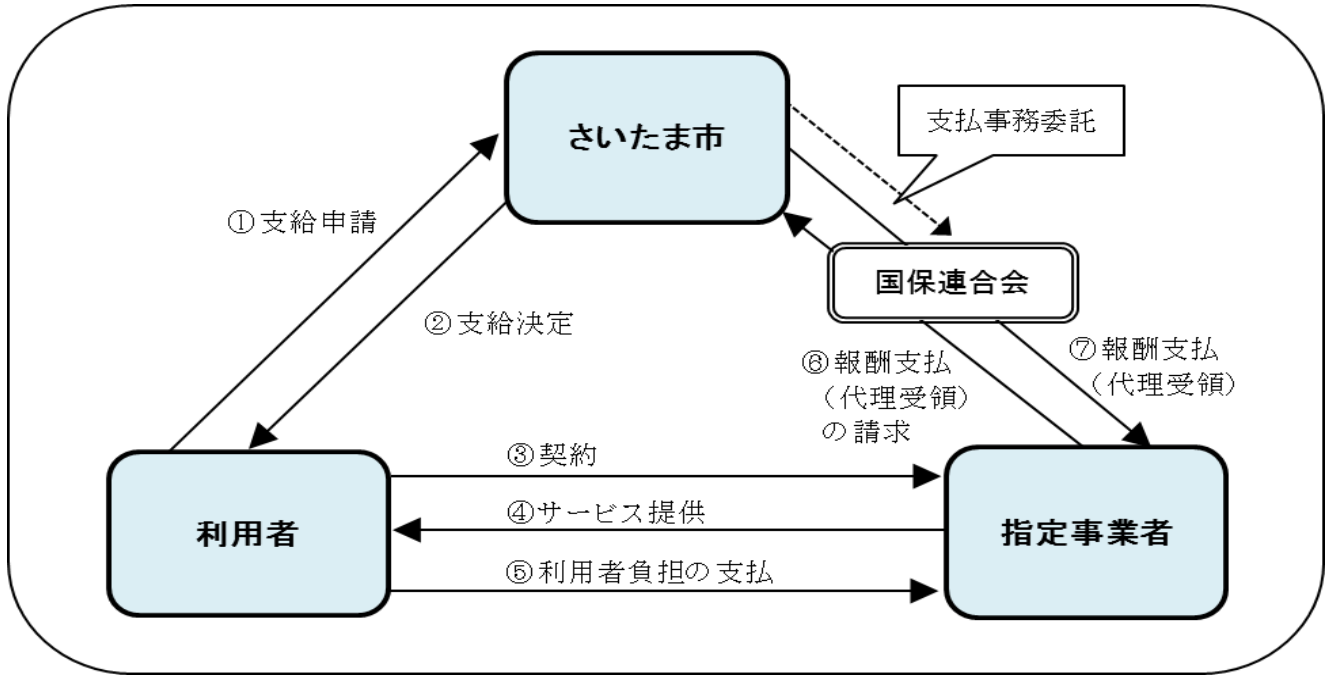 さいたま市
支払事務委託
①支給申請
国保連合会
②支給決定
⑥報酬支払
（代理受領）
の請求
⑦報酬支払
（代理受領）
③契約
利用者
④サービス提供
指定事業者
⑤利用者負担の支払